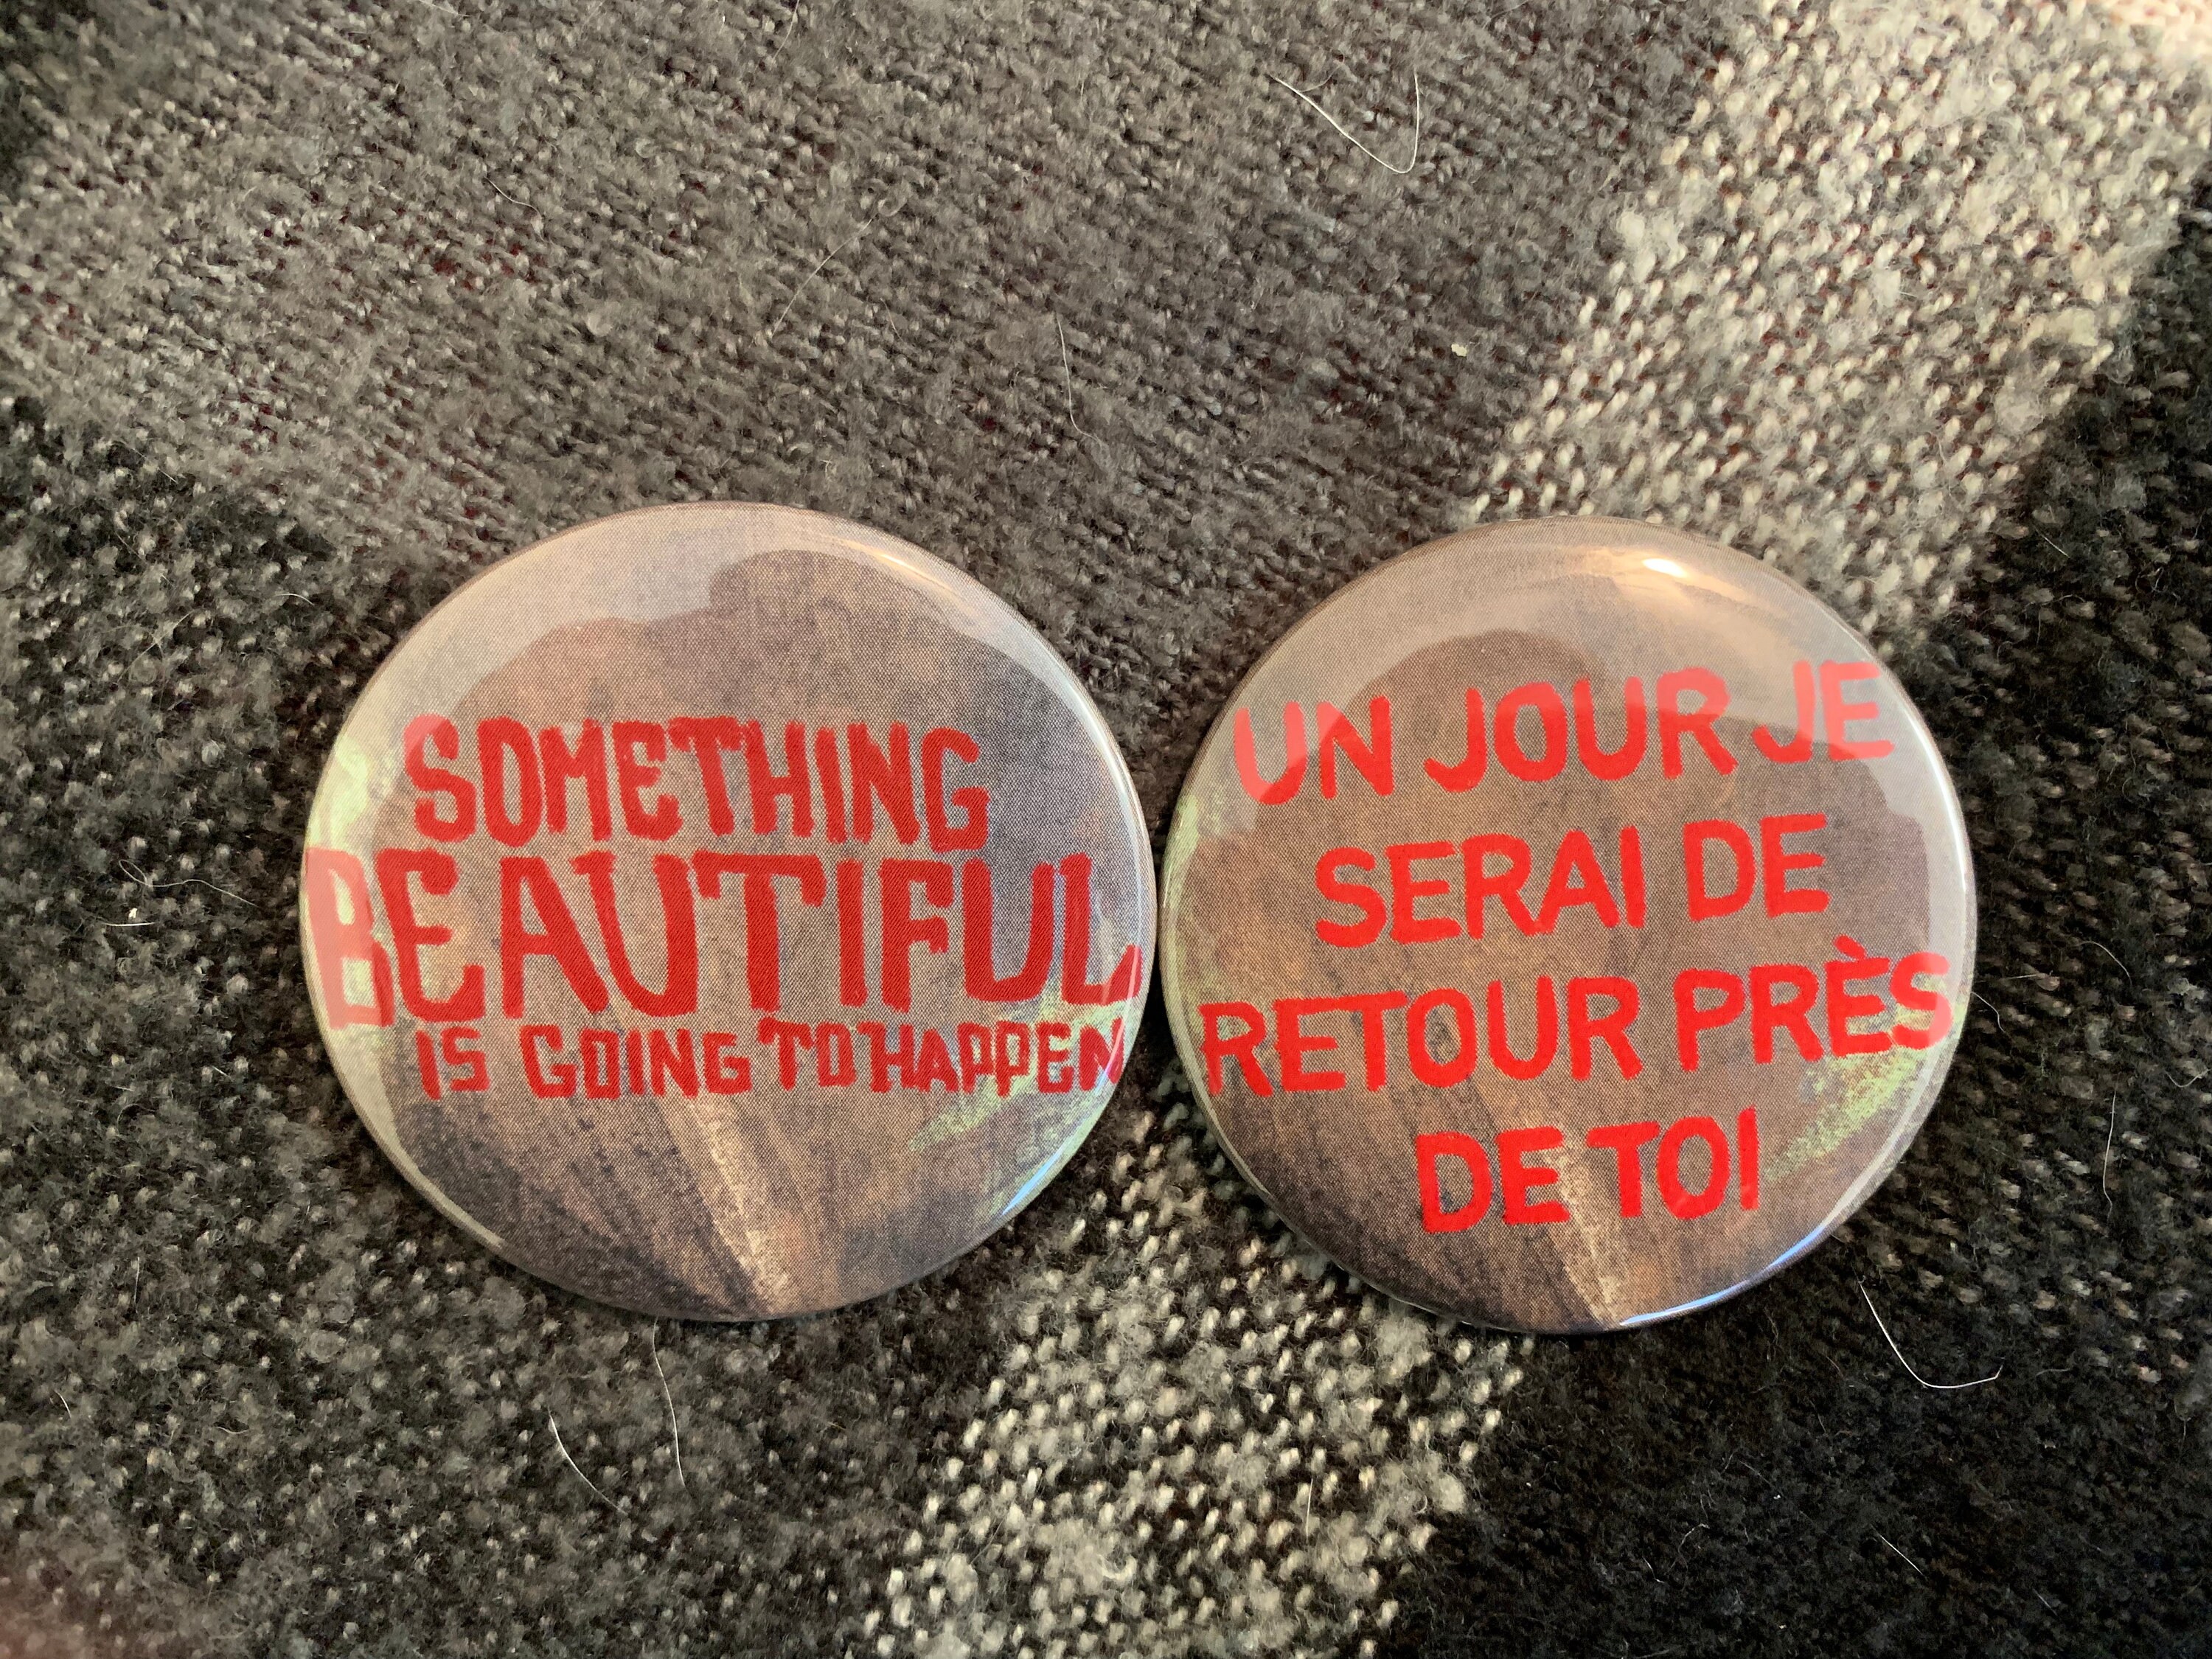 SOMETHING
BEAUTIFUL
IS GOING TO HAPPEN
UN JOUR JE
SERAI DE
RETOUR PRÈS
DE TOI